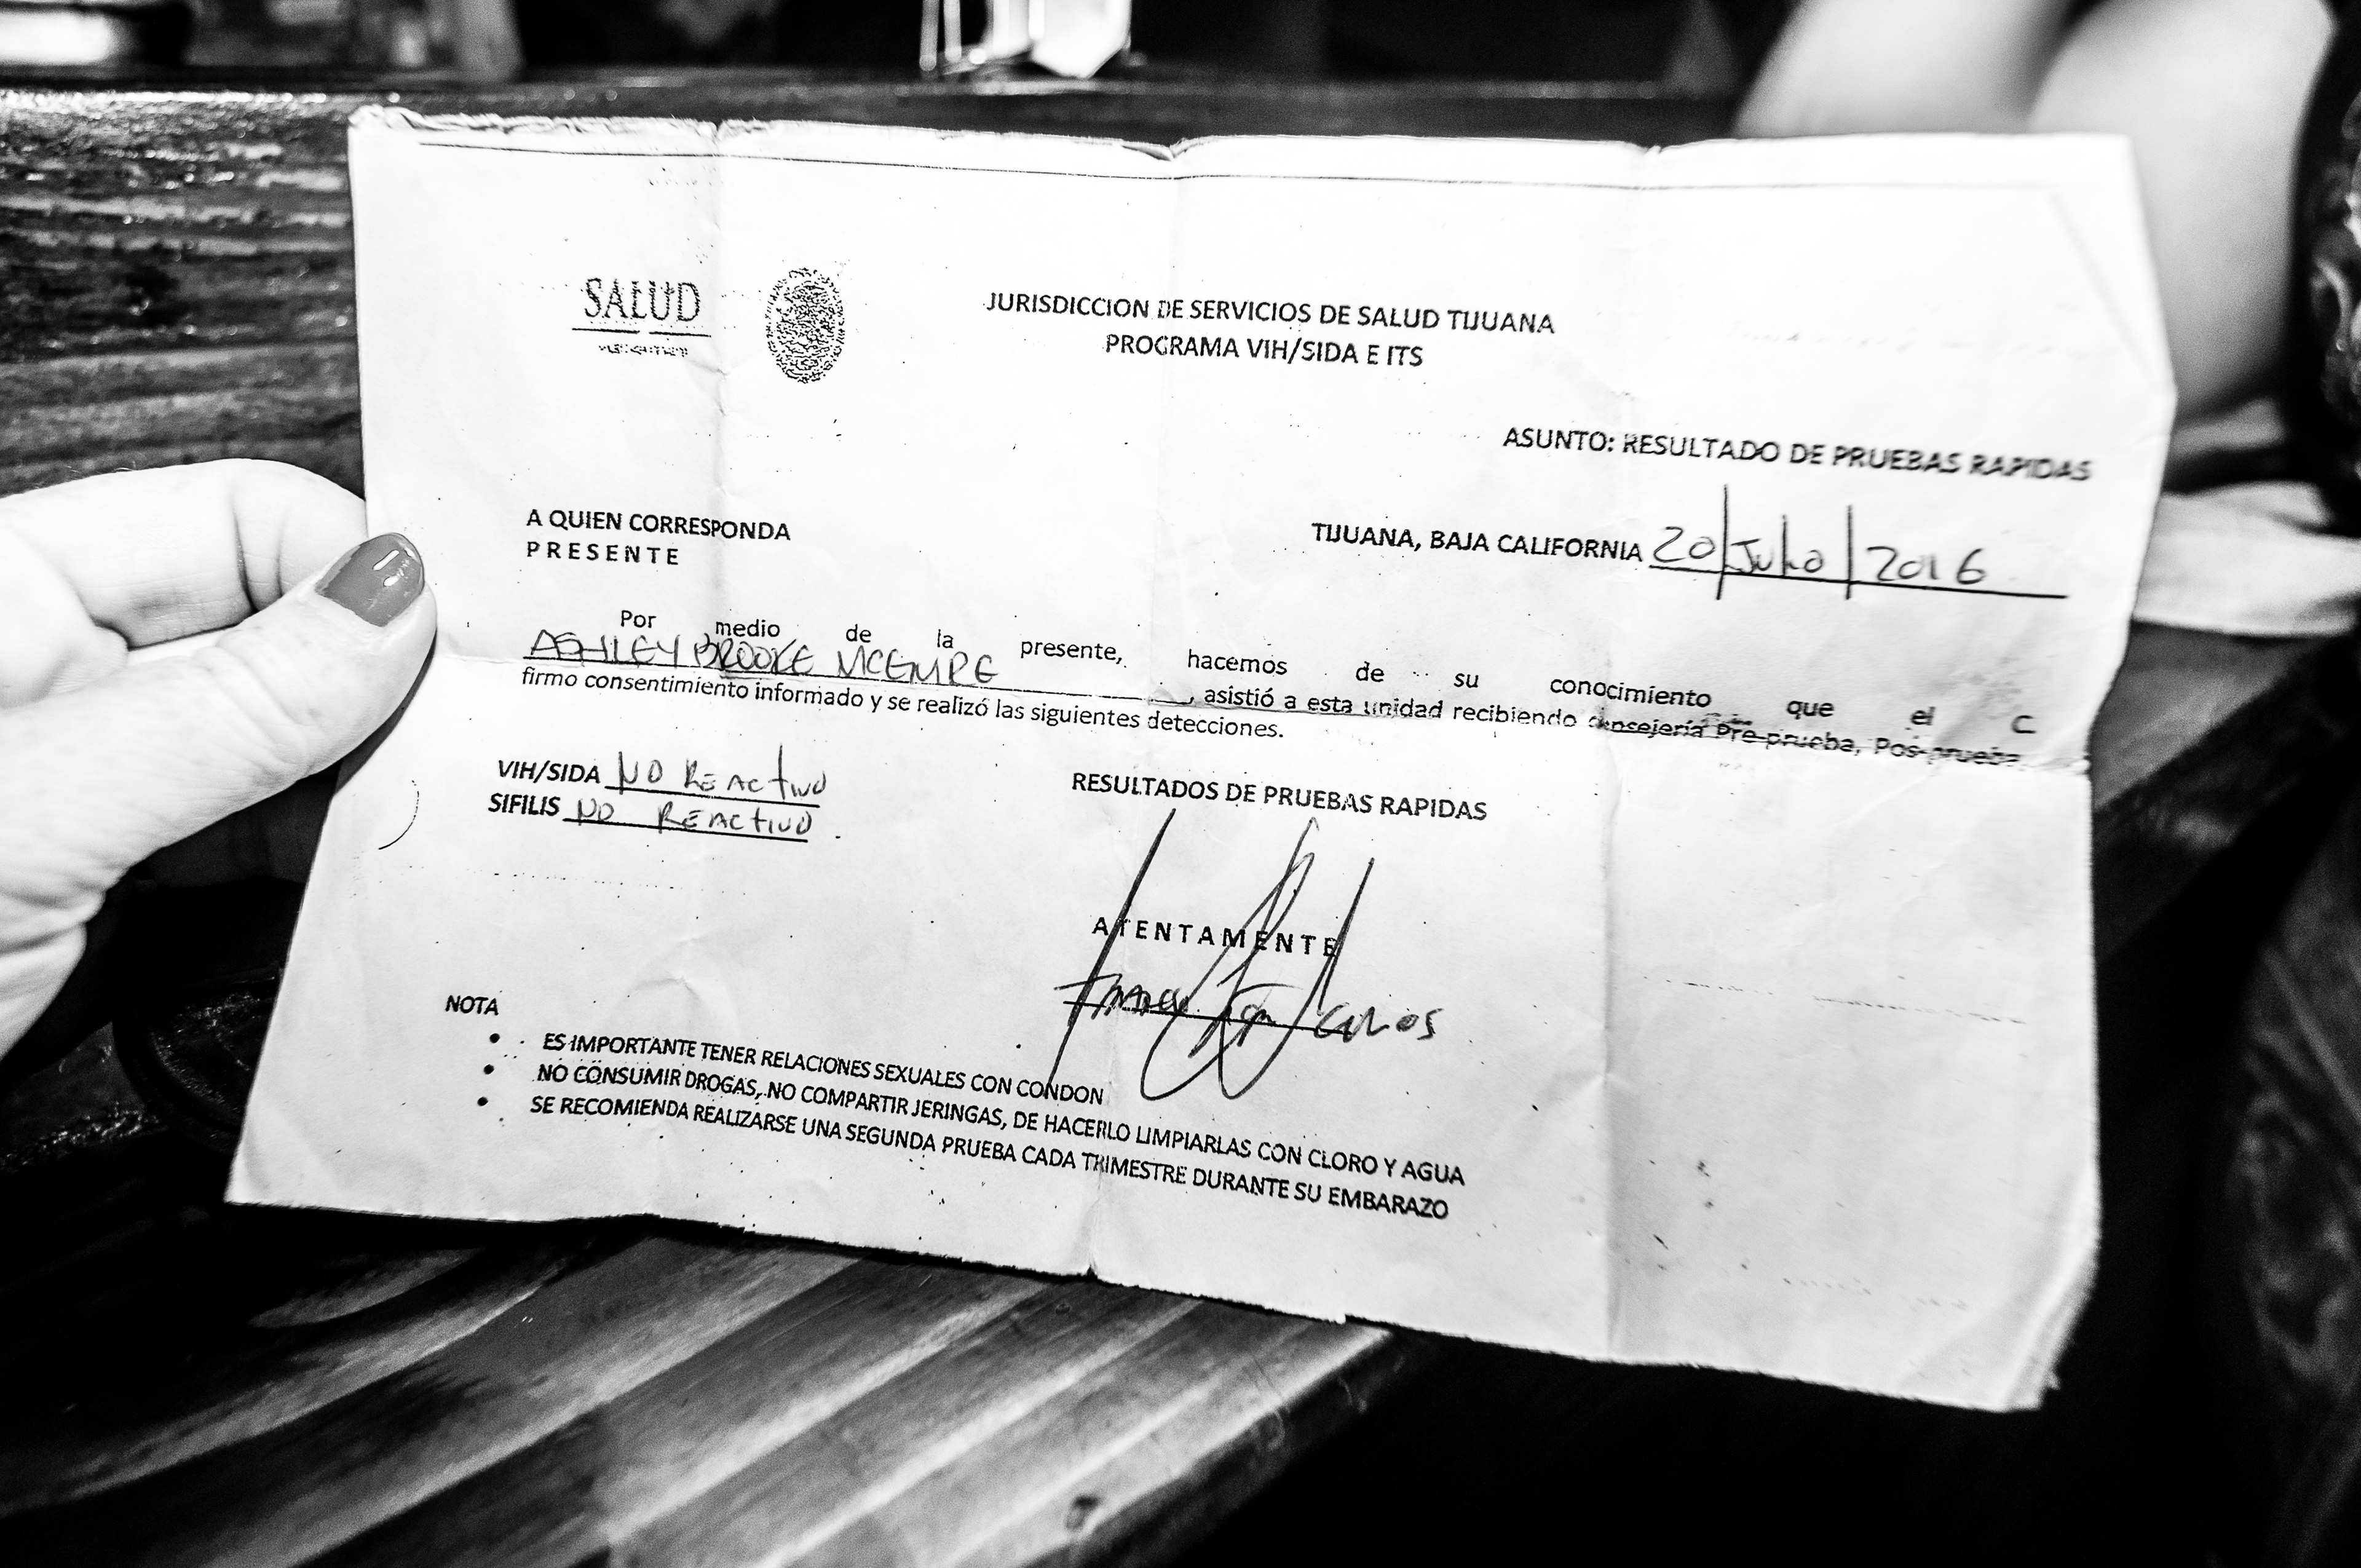 SALUD
JURISDICCION DE SERVICIOS DE SALUD TIJUANA
PROGRAMA VIH/SIDA E ITS
ASUNTO: RESULTADO DE PRUEBAS RAPIDAS
A QUIEN CORRESPONDA
PRESENTE
TIJUANA, BAJA CALIFORNIA 20/Julio/2016
Por medio de la presente, hacemos de su conocimiento que el C
ASHLEY BROOKE , asistió a esta unidad recibiendo consejería Pre-prueba, Pos-prueba,
firmo consentimiento informado y se realizó las siguientes detecciones.
VIH/SIDA NO REACTIVO
SIFILIS NO REACTIVO
RESULTADOS DE PRUEBAS RAPIDAS
ATENTAMENTE
NOTA
• ES IMPORTANTE TENER RELACIONES SEXUALES CON CONDON
• NO CONSUMIR DROGAS, NO COMPARTIR JERINGAS, DE HACERLO LIMPIARLAS CON CLORO Y AGUA
• SE RECOMIENDA REALIZARSE UNA SEGUNDA PRUEBA CADA TRIMESTRE DURANTE SU EMBARAZO